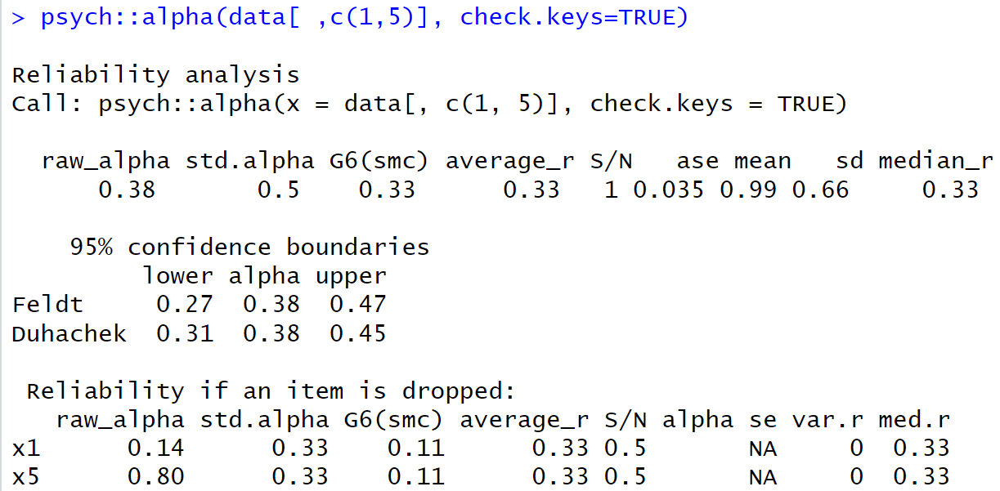 > psych::alpha(data[ ,c(1,5)], check.keys=TRUE)
Reliability analysis
Call: psych::alpha(x = data[, c(1, 5)], check.keys = TRUE)
raw_alpha std.alpha G6(smc) average_r S/N ase mean sd median_r
0.38 0.5 0.33 0.33 1 0.035 0.99 0.66 0.33
95% confidence boundaries
lower alpha upper
Feldt 0.27 0.38 0.47
Duhachek 0.31 0.38 0.45
Reliability if an item is dropped:
raw_alpha std.alpha G6(smc) average_r S/N alpha se var.r med.r
x1 0.14 0.33 0.11 0.33 0.5 NA 0 0.33
x5 0.80 0.33 0.11 0.33 0.5 NA 0 0.33